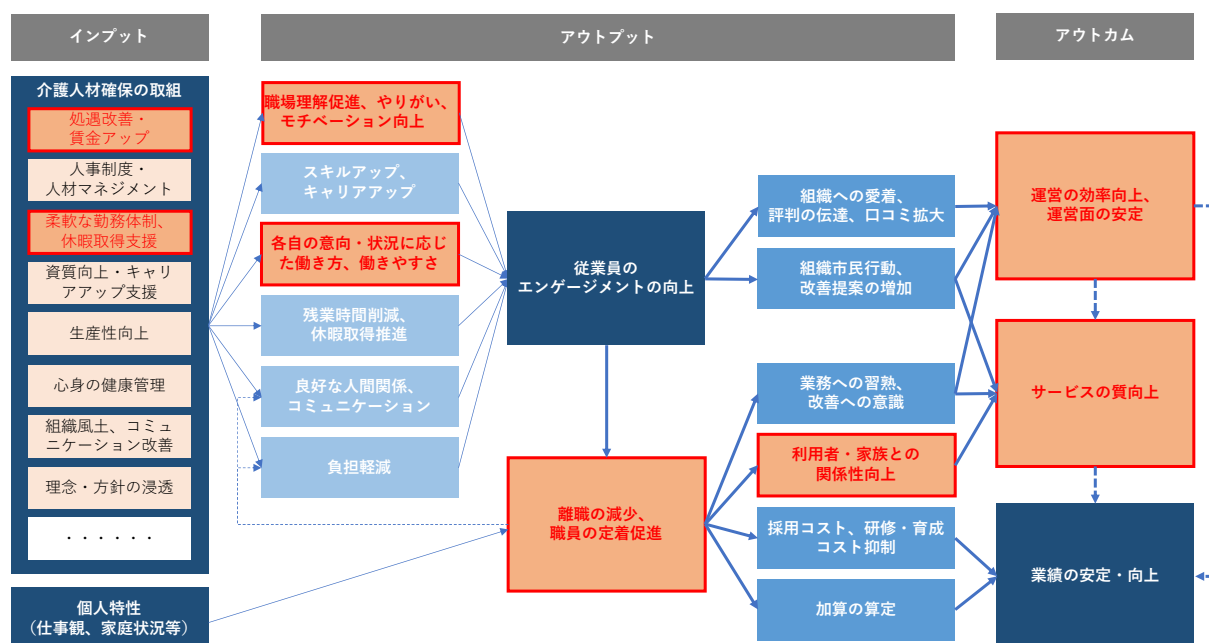 インプット
アウトプット
アウトカム
介護人材確保の取組
処遇改善・
賃金アップ
人事制度・
人材マネジメント
柔軟な勤務体制、
休暇取得支援
資質向上・キャリ
アアップ支援
生産性向上
心身の健康管理
組織風土、コミュ
ニケーション改善
理念・方針の浸透
・・・・・・
個人特性
（仕事観、家庭状況等）
職場理解促進、やりがい、
モチベーション向上
スキルアップ、
キャリアアップ
各自の意向・状況に応じ
た働き方、働きやすさ
残業時間削減、
休暇取得推進
良好な人間関係、
コミュニケーション
負担軽減
従業員の
エンゲージメントの向上
離職の減少、
職員の定着促進
組織への愛着、
評判の伝達、口コミ拡大
組織市民行動、
改善提案の増加
業務への習熟、
改善への意識
利用者・家族との
関係性向上
採用コスト、研修・育成
コスト抑制
加算の算定
運営の効率向上、
運営面の安定
サービスの質向上
業績の安定・向上